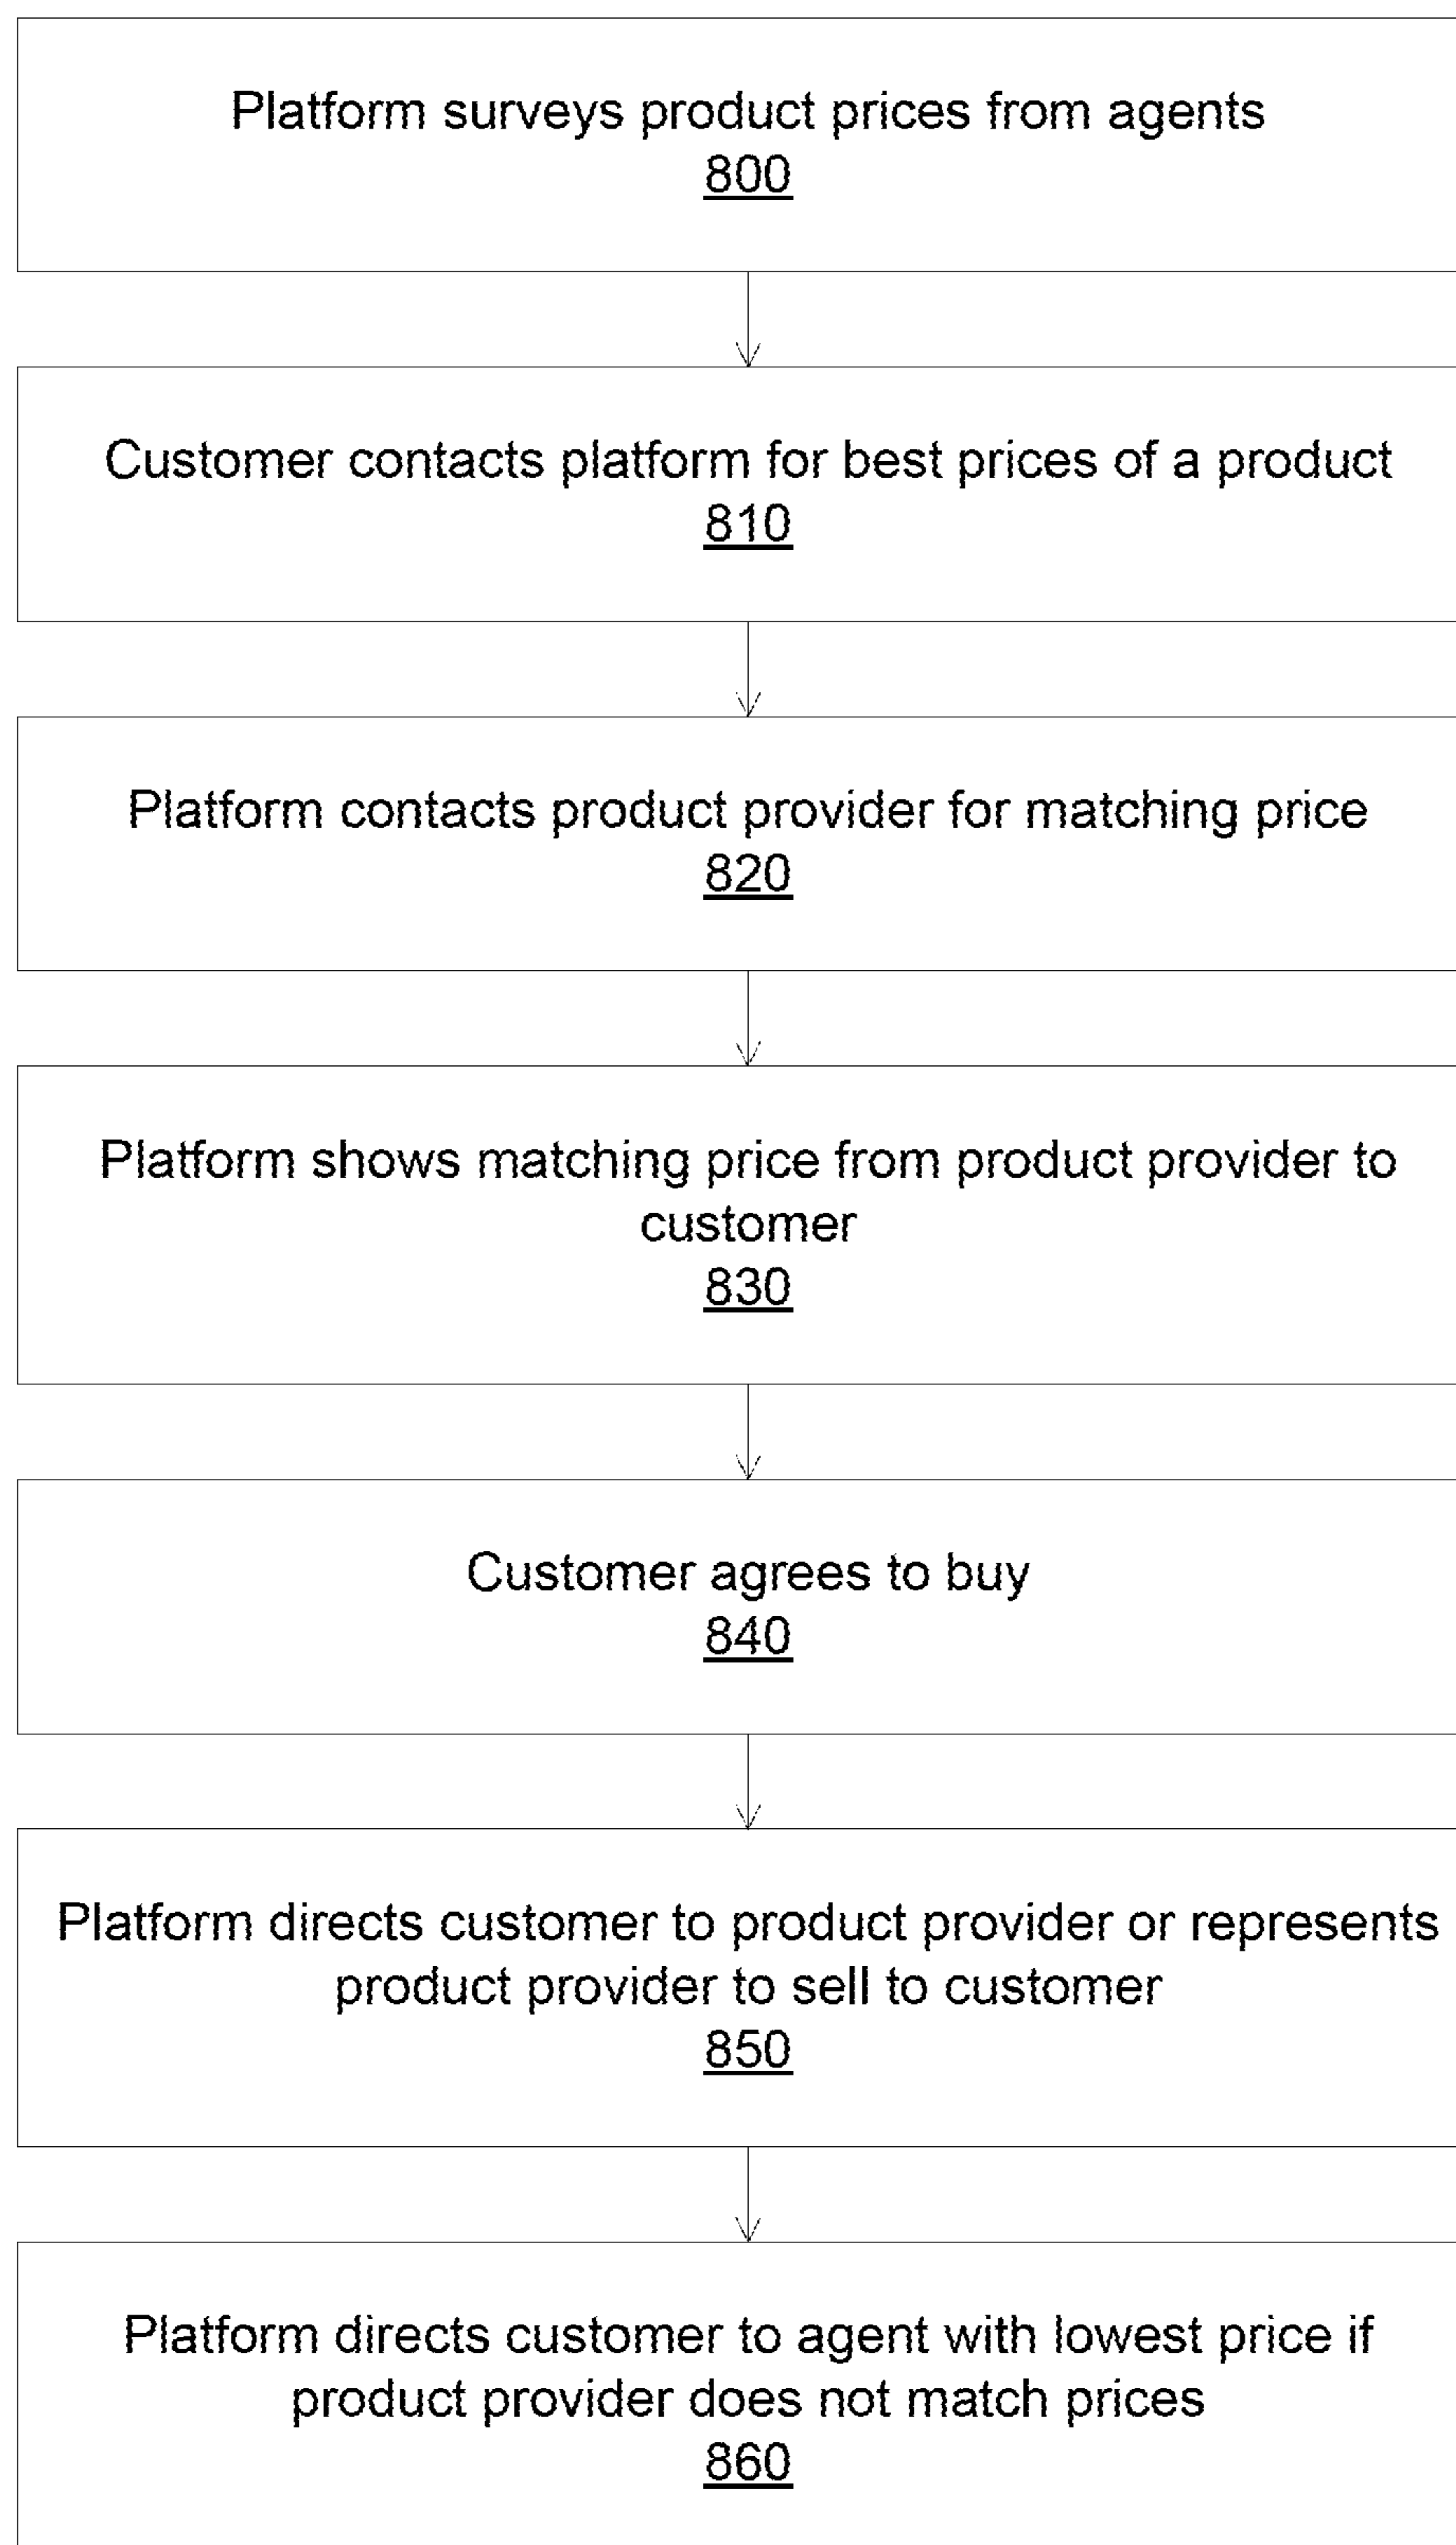 Platform surveys product prices from agents
800
Customer contacts platform for best prices of a product
810
Platform contacts product provider for matching price
820
Platform shows matching price from product provider to
customer
830
Customer agrees to buy
840
Platform directs customer to product provider or represents
product provider to sell to customer
850
Platform directs customer to agent with lowest price if
product provider does not match prices
860